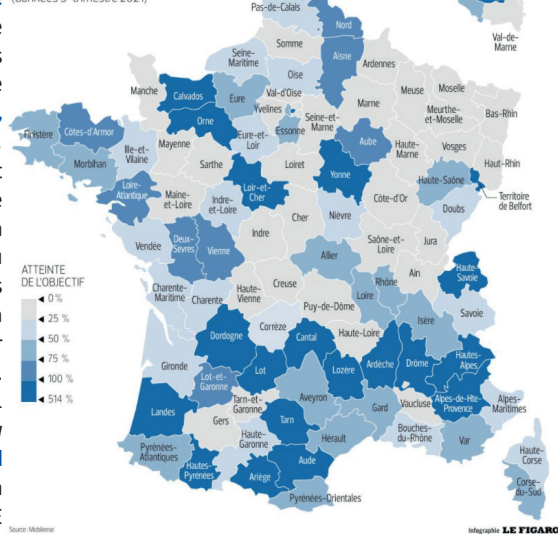 (données 3e trimestre 2021)
Pas-de-Calais
Nord
Somme
Aisne
Seine-
Maritime
Oise
Ardennes
Val-de-
Marne
Manche
Calvados
Eure
Val-d'Oise
Yvelines
Marne
Meuse
Moselle
Meurthe-
et-Moselle
Bas-Rhin
Orne
Essonne
Seine-et-
Marne
Finistère
Côtes-d'Armor
Ille-et-
Vilaine
Mayenne
Eure-et-
Loir
Aube
Haute-
Marne
Vosges
Haut-Rhin
Morbihan
Sarthe
Loiret
Yonne
Haute-Saône
Territoire
de Belfort
Loire-
Atlantique
Maine-
et-Loire
Indre-
et-Loire
Loir-et-
Cher
Cher
Nièvre
Côte-d'Or
Doubs
Vendée
Deux-
Sèvres
Vienne
Indre
Allier
Saône-et-
Loire
Jura
ATTEINTE
DE L'OBJECTIF
0 %
25 %
50 %
75 %
100 %
514 %
Charente-
Maritime
Charente
Haute-
Vienne
Creuse
Puy-de-Dôme
Loire
Rhône
Ain
Haute-
Savoie
Savoie
Isère
Dordogne
Corrèze
Cantal
Haute-Loire
Gironde
Lot-et-
Garonne
Lot
Lozère
Ardèche
Drôme
Hautes-
Alpes
Landes
Tarn-et-
Garonne
Aveyron
Gard
Vaucluse
Alpes-de-Hte-
Provence
Alpes-
Maritimes
Gers
Haute-
Garonne
Tarn
Hérault
Bouches-
du-Rhône
Var
Pyrénées-
Atlantiques
Hautes-
Pyrénées
Ariège
Aude
Pyrénées-Orientales
Haute-
Corse
Corse-
du-Sud
Source: Mobilense
Infographie LE FIGARO